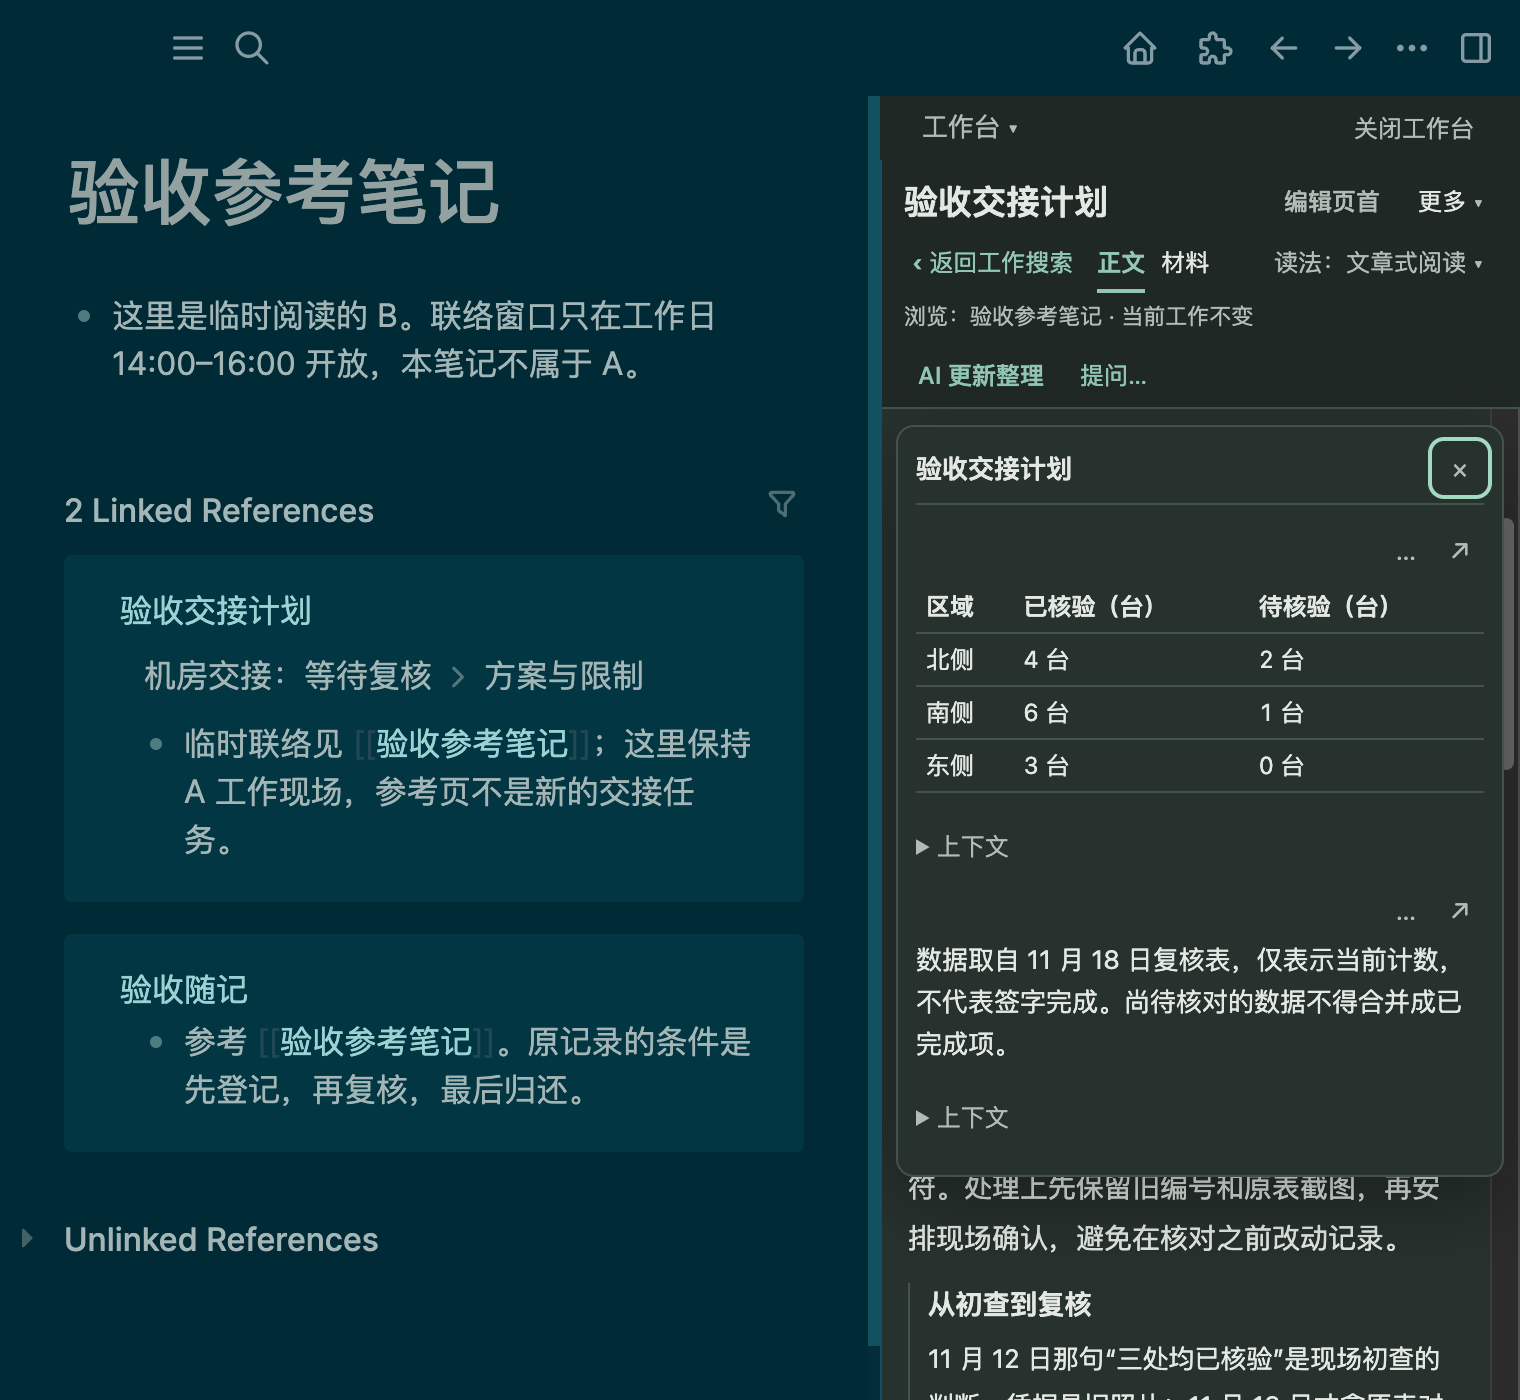 验收参考笔记
这里是临时阅读的 B。联络窗口只在工作日
14:00–16:00 开放，本笔记不属于 A。
2 Linked References
验收交接计划
机房交接：等待复核 > 方案与限制
临时联络见 [[验收参考笔记]]；这里保持
A 工作现场，参考页不是新的交接任
务。
验收随记
参考 [[验收参考笔记]]。原记录的条件是
先登记，再复核，最后归还。
Unlinked References
工作台 ▾
关闭工作台
验收交接计划
编辑页首
更多 ▾
‹ 返回工作搜索
正文
材料
读法：文章式阅读 ▾
浏览：验收参考笔记 · 当前工作不变
AI 更新整理
提问...
验收交接计划
×
... ↗
区域 已核验（台） 待核验（台）
北侧 4 台 2 台
南侧 6 台 1 台
东侧 3 台 0 台
▶ 上下文
... ↗
数据取自 11 月 18 日复核表，仅表示当前计数，
不代表签字完成。尚待核对的数据不得合并成已
完成项。
▶ 上下文
符。处理上先保留旧编号和原表截图，再安
排现场确认，避免在核对之前改动记录。
从初查到复核
11 月 12 日那句“三处均已核验”是现场初查的